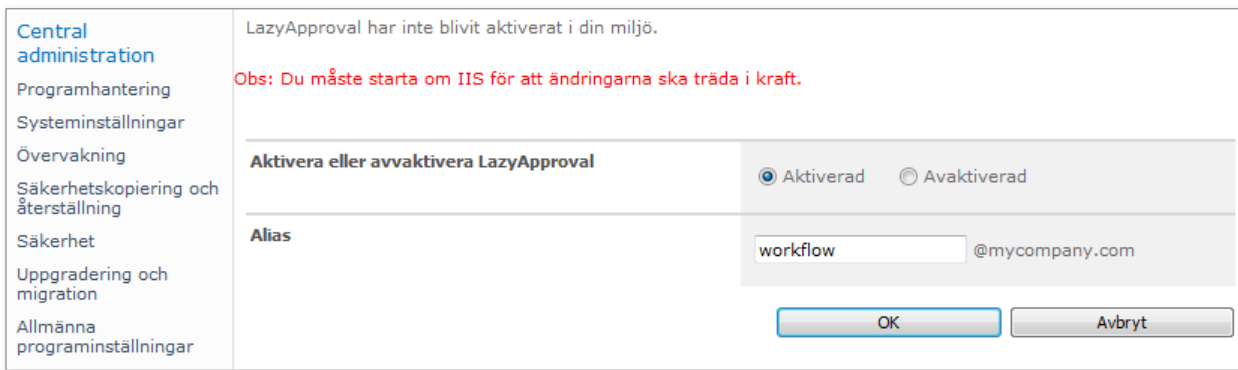 Central
administration
Programhantering
Systeminställningar
Övervakning
Säkerhetskopiering och
återställning
Säkerhet
Uppgradering och
migration
Allmänna
programinställningar
LazyApproval har inte blivit aktiverat i din miljö.
Obs: Du måste starta om IIS för att ändringarna ska träda i kraft.
Aktivera eller avvaktivera LazyApproval
Aktiverad Avaktiverad
Alias
workflow @mycompany.com
OK Avbryt